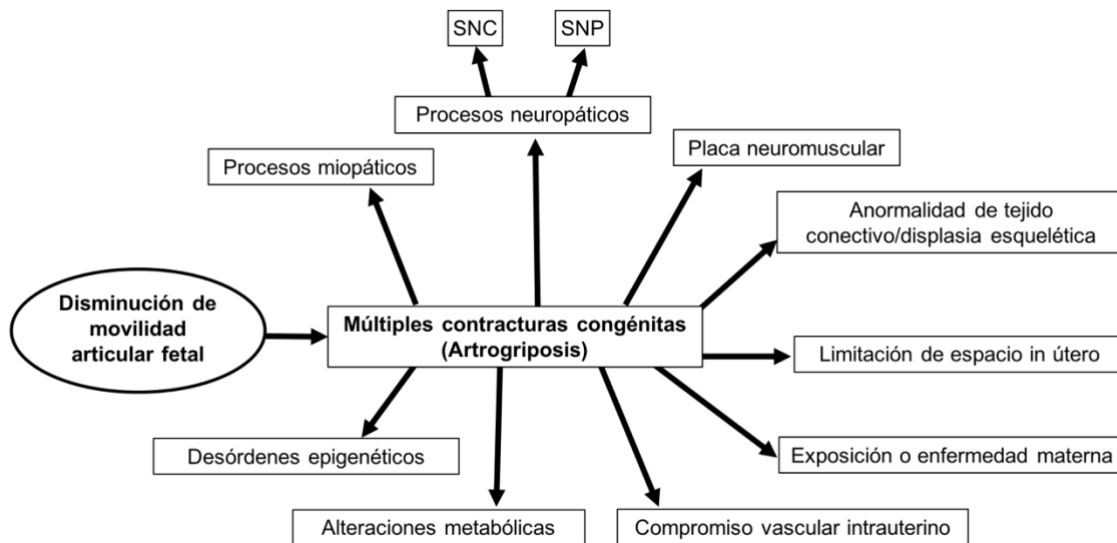 SNC
SNP
Procesos neuropáticos
Placa neuromuscular
Procesos miopáticos
Anormalidad de tejido
conectivo/displasia esquelética
Disminución de
movilidad
articular fetal
Múltiples contracturas congénitas
(Artrogriposis)
Limitación de espacio in útero
Desórdenes epigenéticos
Exposición o enfermedad materna
Alteraciones metabólicas
Compromiso vascular intrauterino